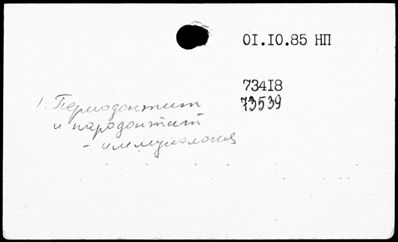 01.10.85 НП
73418
73539
1. Периодонтит
и пародонтит
- иммунология